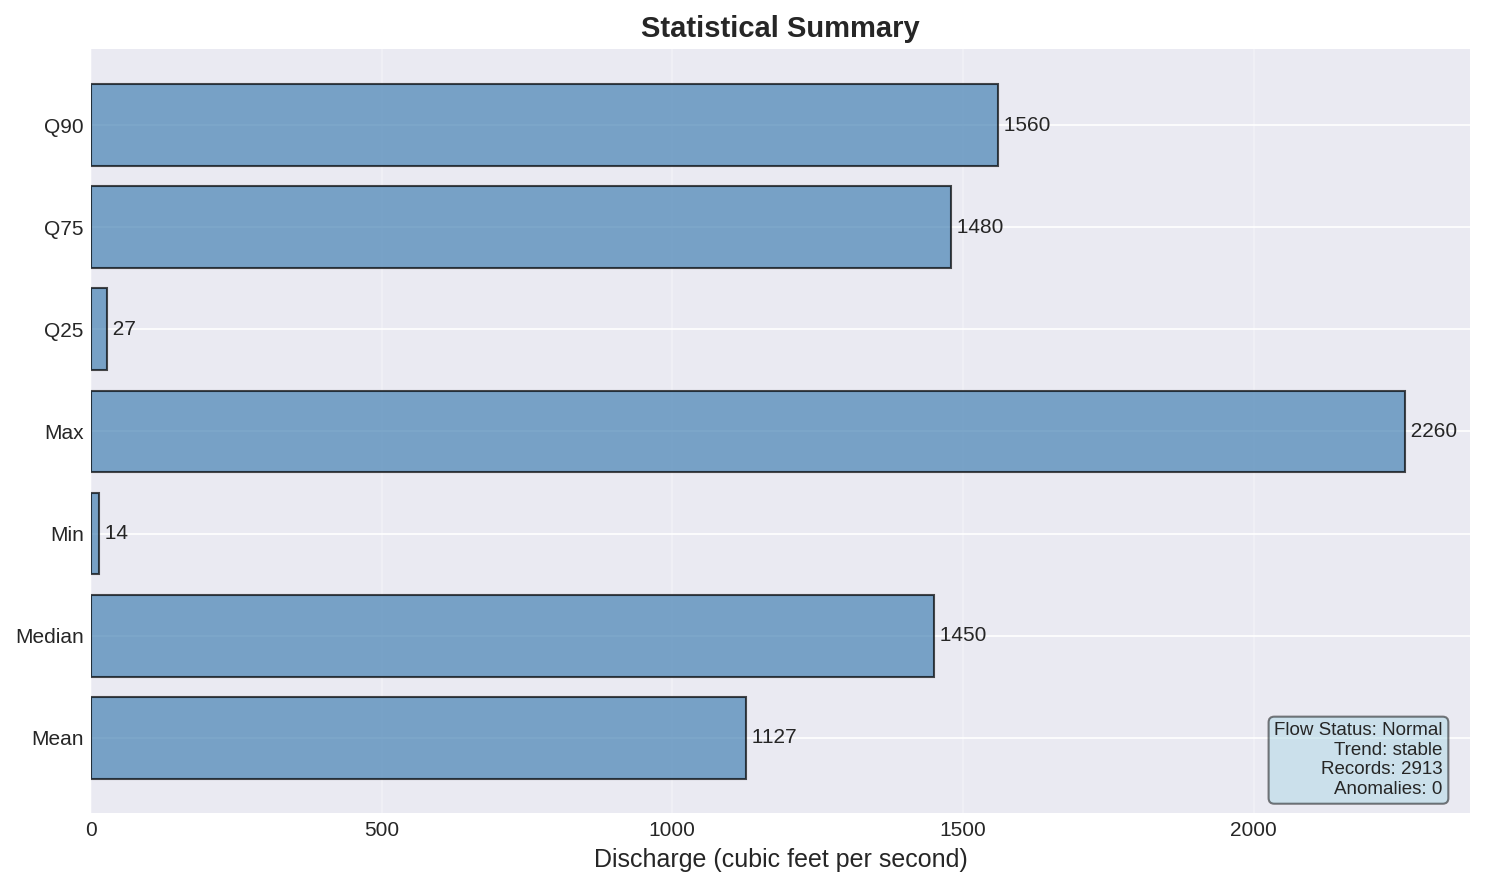 Statistical Summary
Q90
1560
Q75
1480
Q25
27
Max
2260
Min
14
Median
1450
Mean
1127
Flow Status: Normal
Trend: stable
Records: 2913
Anomalies: 0
0 500 1000 1500 2000
Discharge (cubic feet per second)